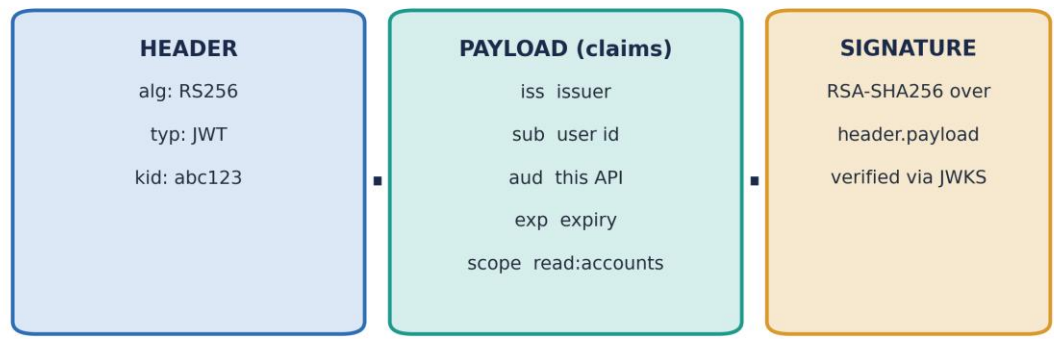 HEADER
alg: RS256
typ: JWT
kid: abc123
.
PAYLOAD (claims)
iss  issuer
sub  user id
aud  this API
exp  expiry
scope  read:accounts
.
SIGNATURE
RSA-SHA256 over
header.payload
verified via JWKS